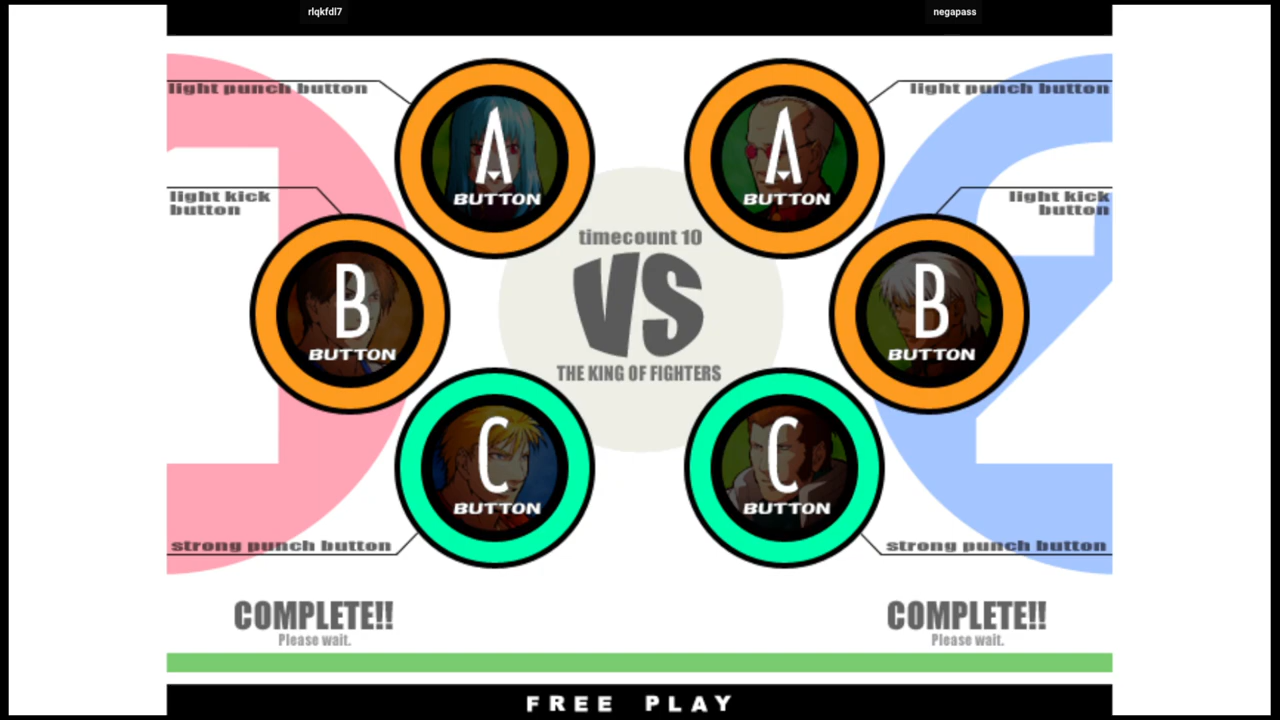 rlqkfdl7
negapass
light punch button
light punch button
A
BUTTON
A
BUTTON
light kick
button
light kick
button
timecount 10
VS
THE KING OF FIGHTERS
B
BUTTON
B
BUTTON
C
BUTTON
C
BUTTON
strong punch button
strong punch button
COMPLETE!!
Please wait.
COMPLETE!!
Please wait.
FREE PLAY